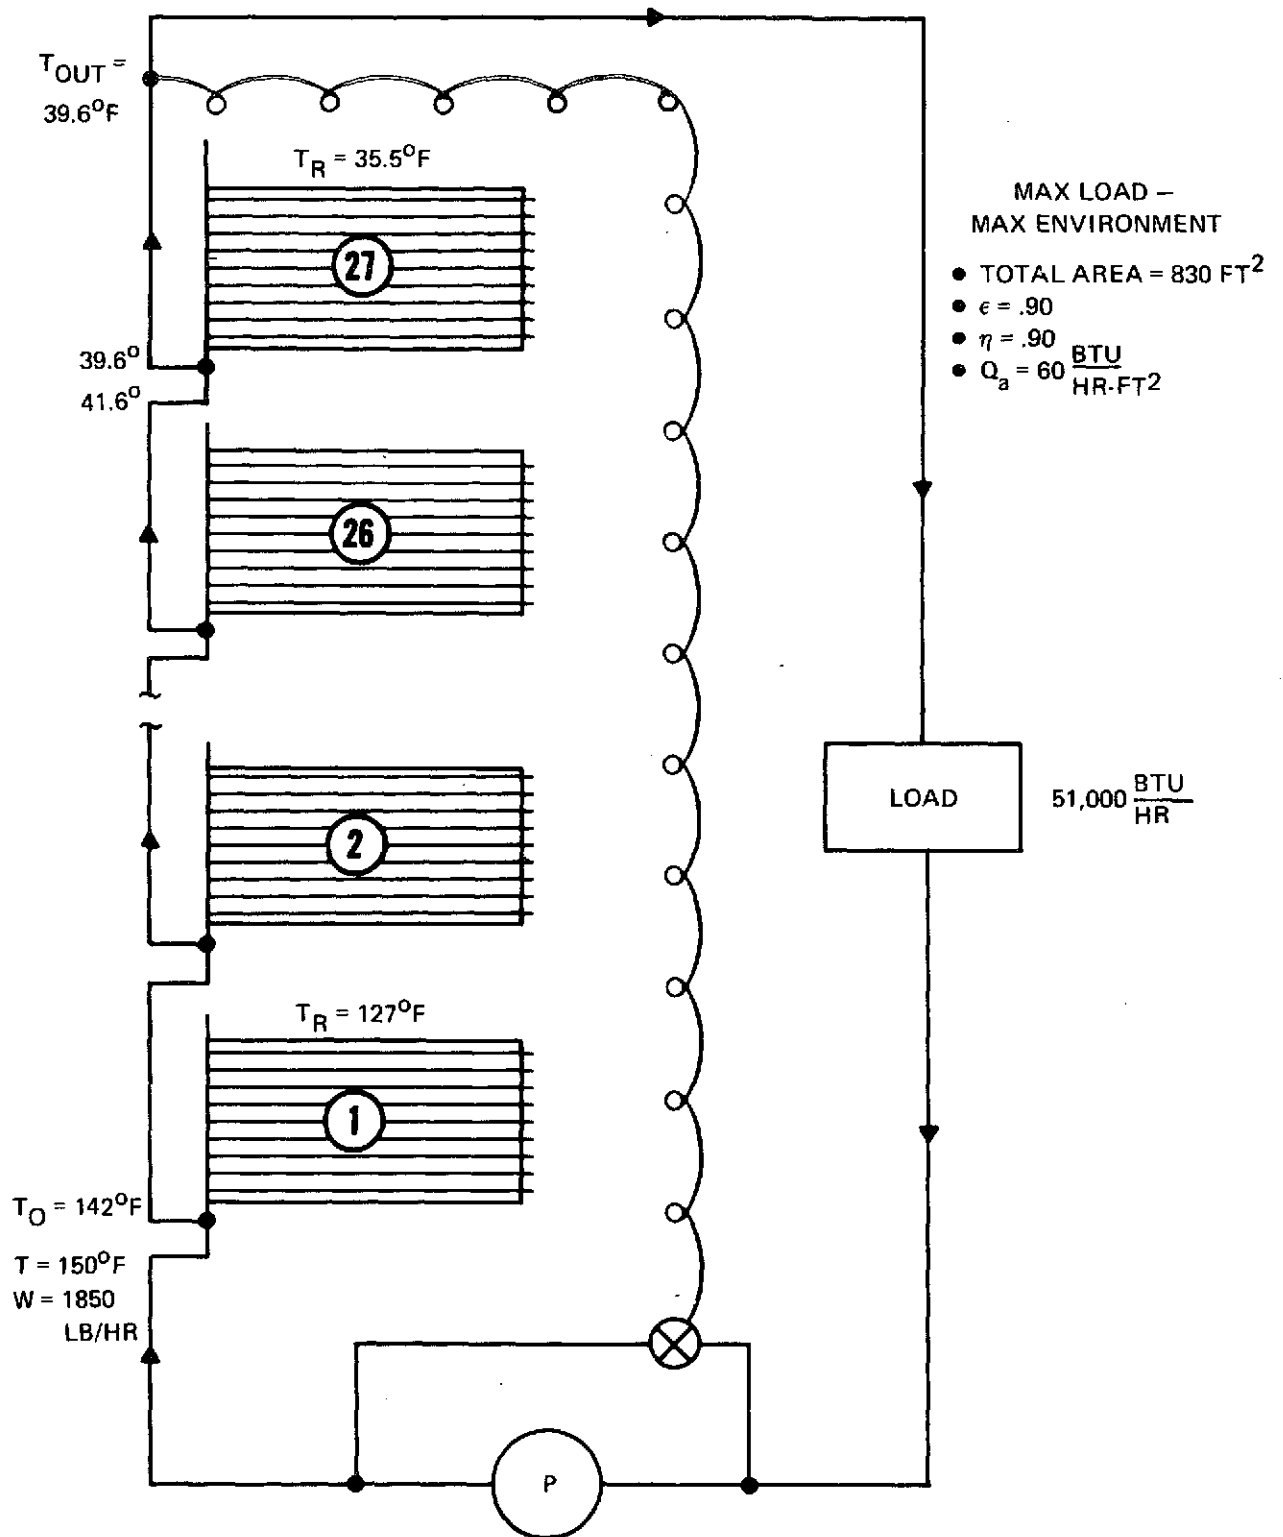 T_OUT =
39.6°F
T_R = 35.5°F
27
39.6°
41.6°
26
2
T_R = 127°F
1
T_O = 142°F
T = 150°F
W = 1850
LB/HR
P
MAX LOAD –
MAX ENVIRONMENT
● TOTAL AREA = 830 FT²
● ϵ = .90
● η = .90
● Q_a = 60 BTU/HR-FT²
LOAD
51,000 BTU/HR